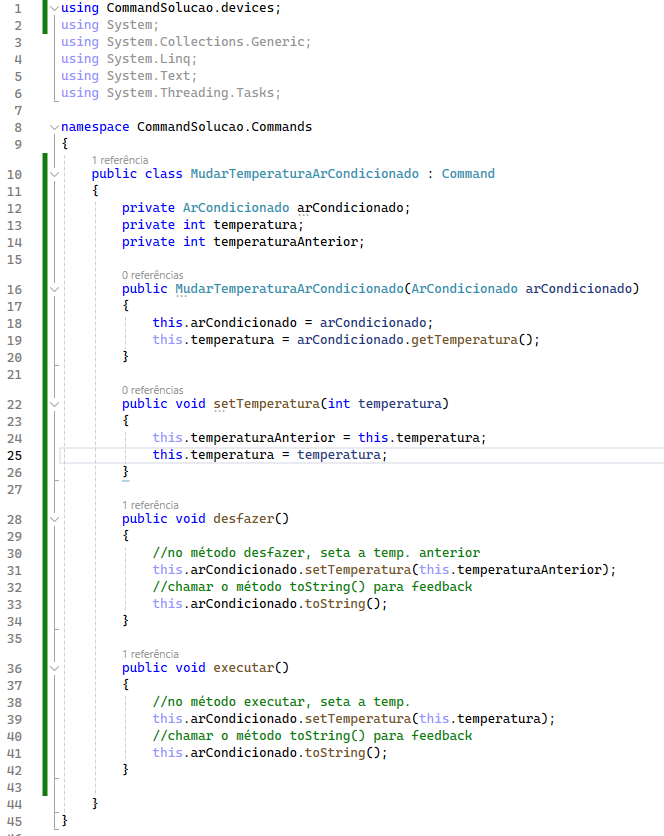 1 using CommandSolucao.devices;
2 using System;
3 using System.Collections.Generic;
4 using System.Linq;
5 using System.Text;
6 using System.Threading.Tasks;
7
8 namespace CommandSolucao.Commands
9 {
1 referência
10 public class MudarTemperaturaArCondicionado : Command
11 {
12 private ArCondicionado arCondicionado;
13 private int temperatura;
14 private int temperaturaAnterior;
15
0 referências
16 public MudarTemperaturaArCondicionado(ArCondicionado arCondicionado)
17 {
18 this.arCondicionado = arCondicionado;
19 this.temperatura = arCondicionado.getTemperatura();
20 }
21
0 referências
22 public void setTemperatura(int temperatura)
23 {
24 this.temperaturaAnterior = this.temperatura;
25 this.temperatura = temperatura;
26 }
27
1 referência
28 public void desfazer()
29 {
30 //no método desfazer, seta a temp. anterior
31 this.arCondicionado.setTemperatura(this.temperaturaAnterior);
32 //chamar o método toString() para feedback
33 this.arCondicionado.toString();
34 }
35
1 referência
36 public void executar()
37 {
38 //no método executar, seta a temp.
39 this.arCondicionado.setTemperatura(this.temperatura);
40 //chamar o método toString() para feedback
41 this.arCondicionado.toString();
42 }
43
44 }
45 }